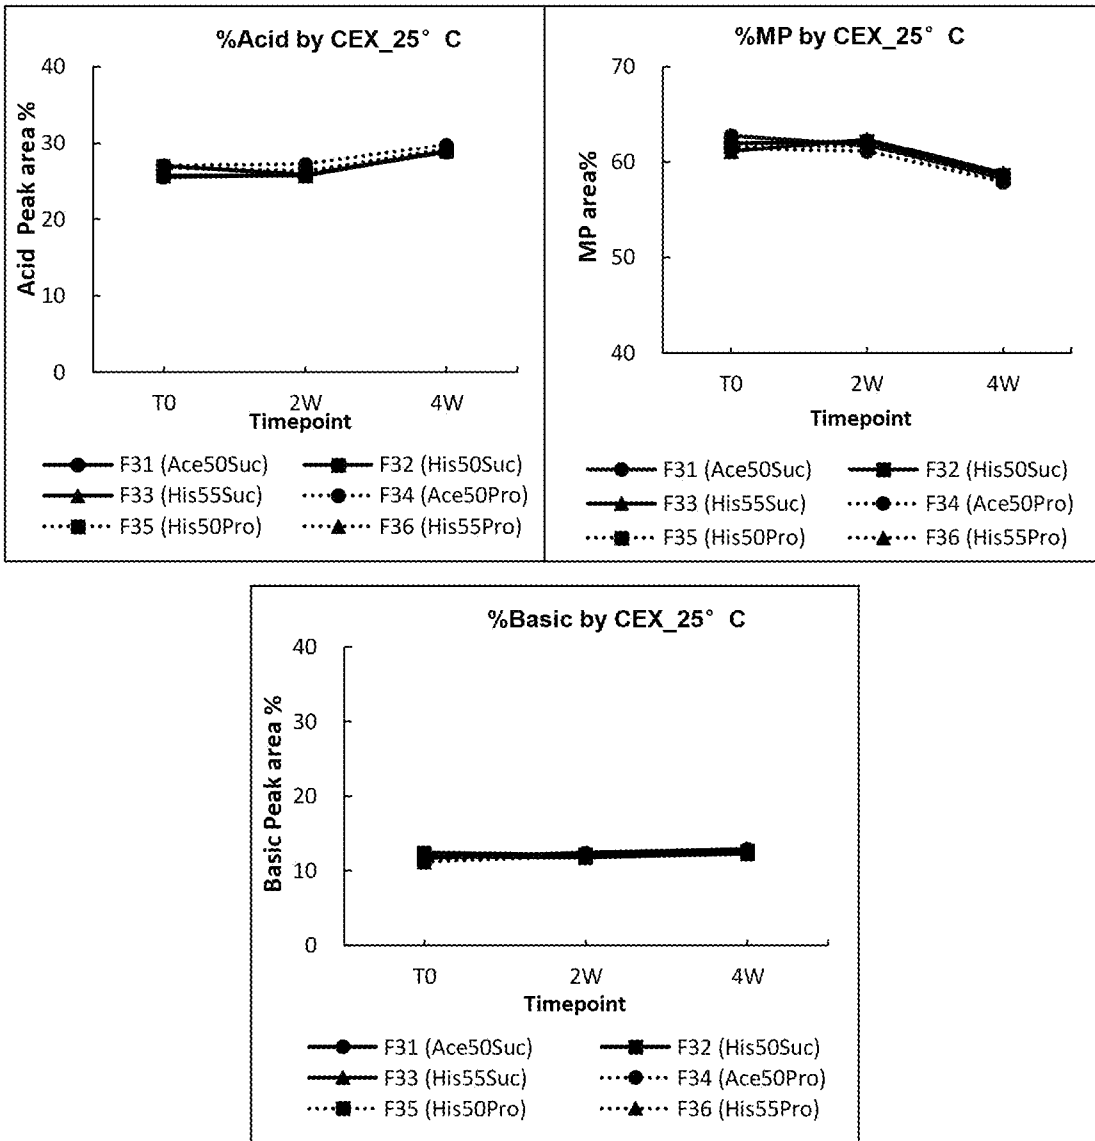 %Acid by CEX_25° C
40
30
20
10
0
Acid Peak area %
T0 2W 4W
Timepoint
F31 (Ace50Suc) F32 (His50Suc)
F33 (His55Suc) F34 (Ace50Pro)
F35 (His50Pro) F36 (His55Pro)
%MP by CEX_25° C
70
60
50
40
MP area%
T0 2W 4W
Timepoint
F31 (Ace50Suc) F32 (His50Suc)
F33 (His55Suc) F34 (Ace50Pro)
F35 (His50Pro) F36 (His55Pro)
%Basic by CEX_25° C
40
30
20
10
0
Basic Peak area %
T0 2W 4W
Timepoint
F31 (Ace50Suc) F32 (His50Suc)
F33 (His55Suc) F34 (Ace50Pro)
F35 (His50Pro) F36 (His55Pro)